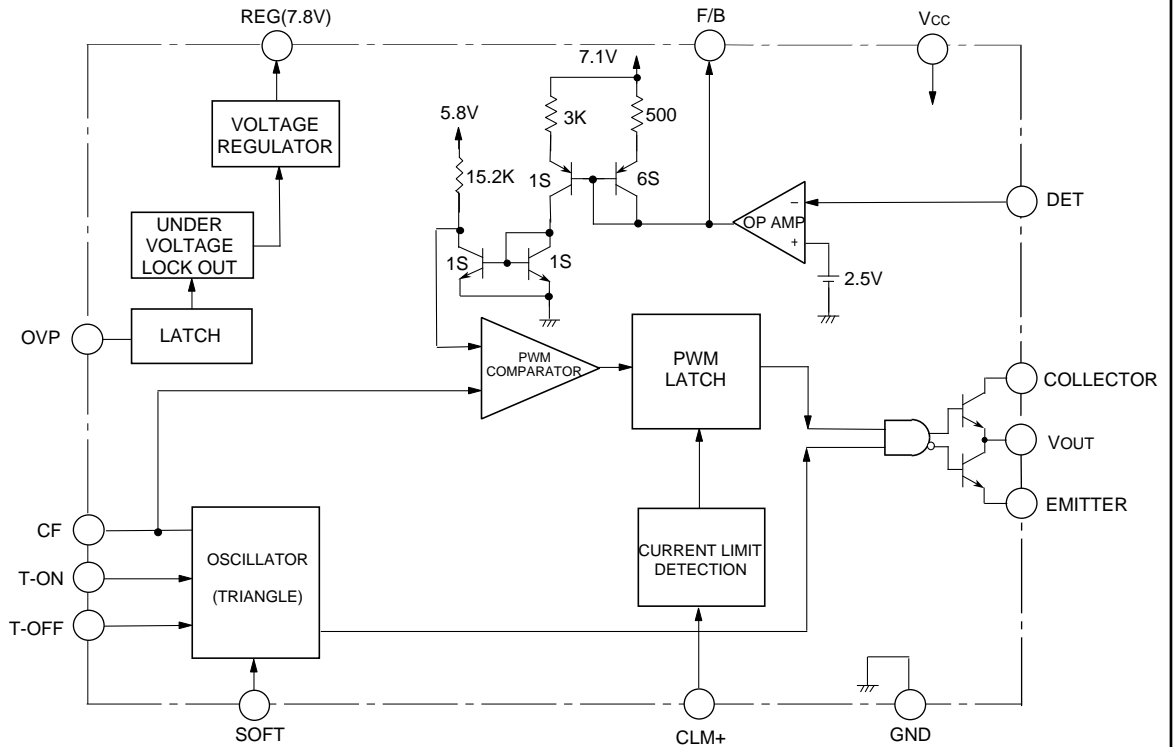 REG(7.8V)
F/B
VCC
7.1V
5.8V
3K
500
VOLTAGE
REGULATOR
15.2K
1S
6S
OP AMP
−
+
DET
UNDER
VOLTAGE
LOCK OUT
1S
1S
2.5V
OVP
LATCH
PWM
COMPARATOR
PWM
LATCH
COLLECTOR
VOUT
EMITTER
CF
T-ON
T-OFF
OSCILLATOR
(TRIANGLE)
CURRENT LIMIT
DETECTION
SOFT
CLM+
GND